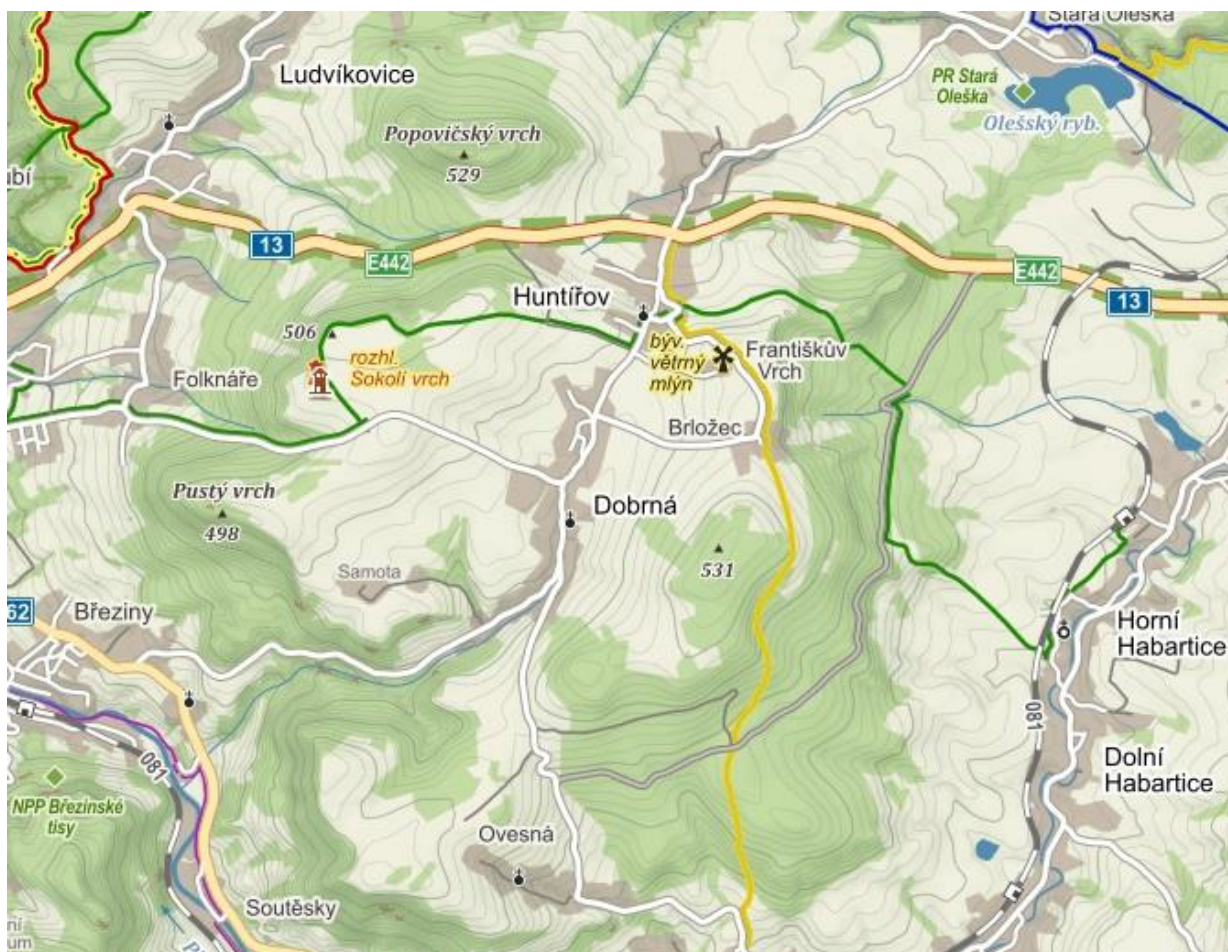 Stará Oleška
Ludvíkovice
PR Stará
Oleška
Olešský ryb.
Popovičský vrch
529
13
E442
E442
13
Huntířov
506
rozhl.
Sokolí vrch
býv.
větrný
mlýn
Františkův
Vrch
Folknáře
Brložec
Pustý vrch
498
Dobrná
531
Samota
62
Březiny
Horní
Habartice
081
081
Dolní
Habartice
NPP Březinské
tisy
Ovesná
Soutěsky